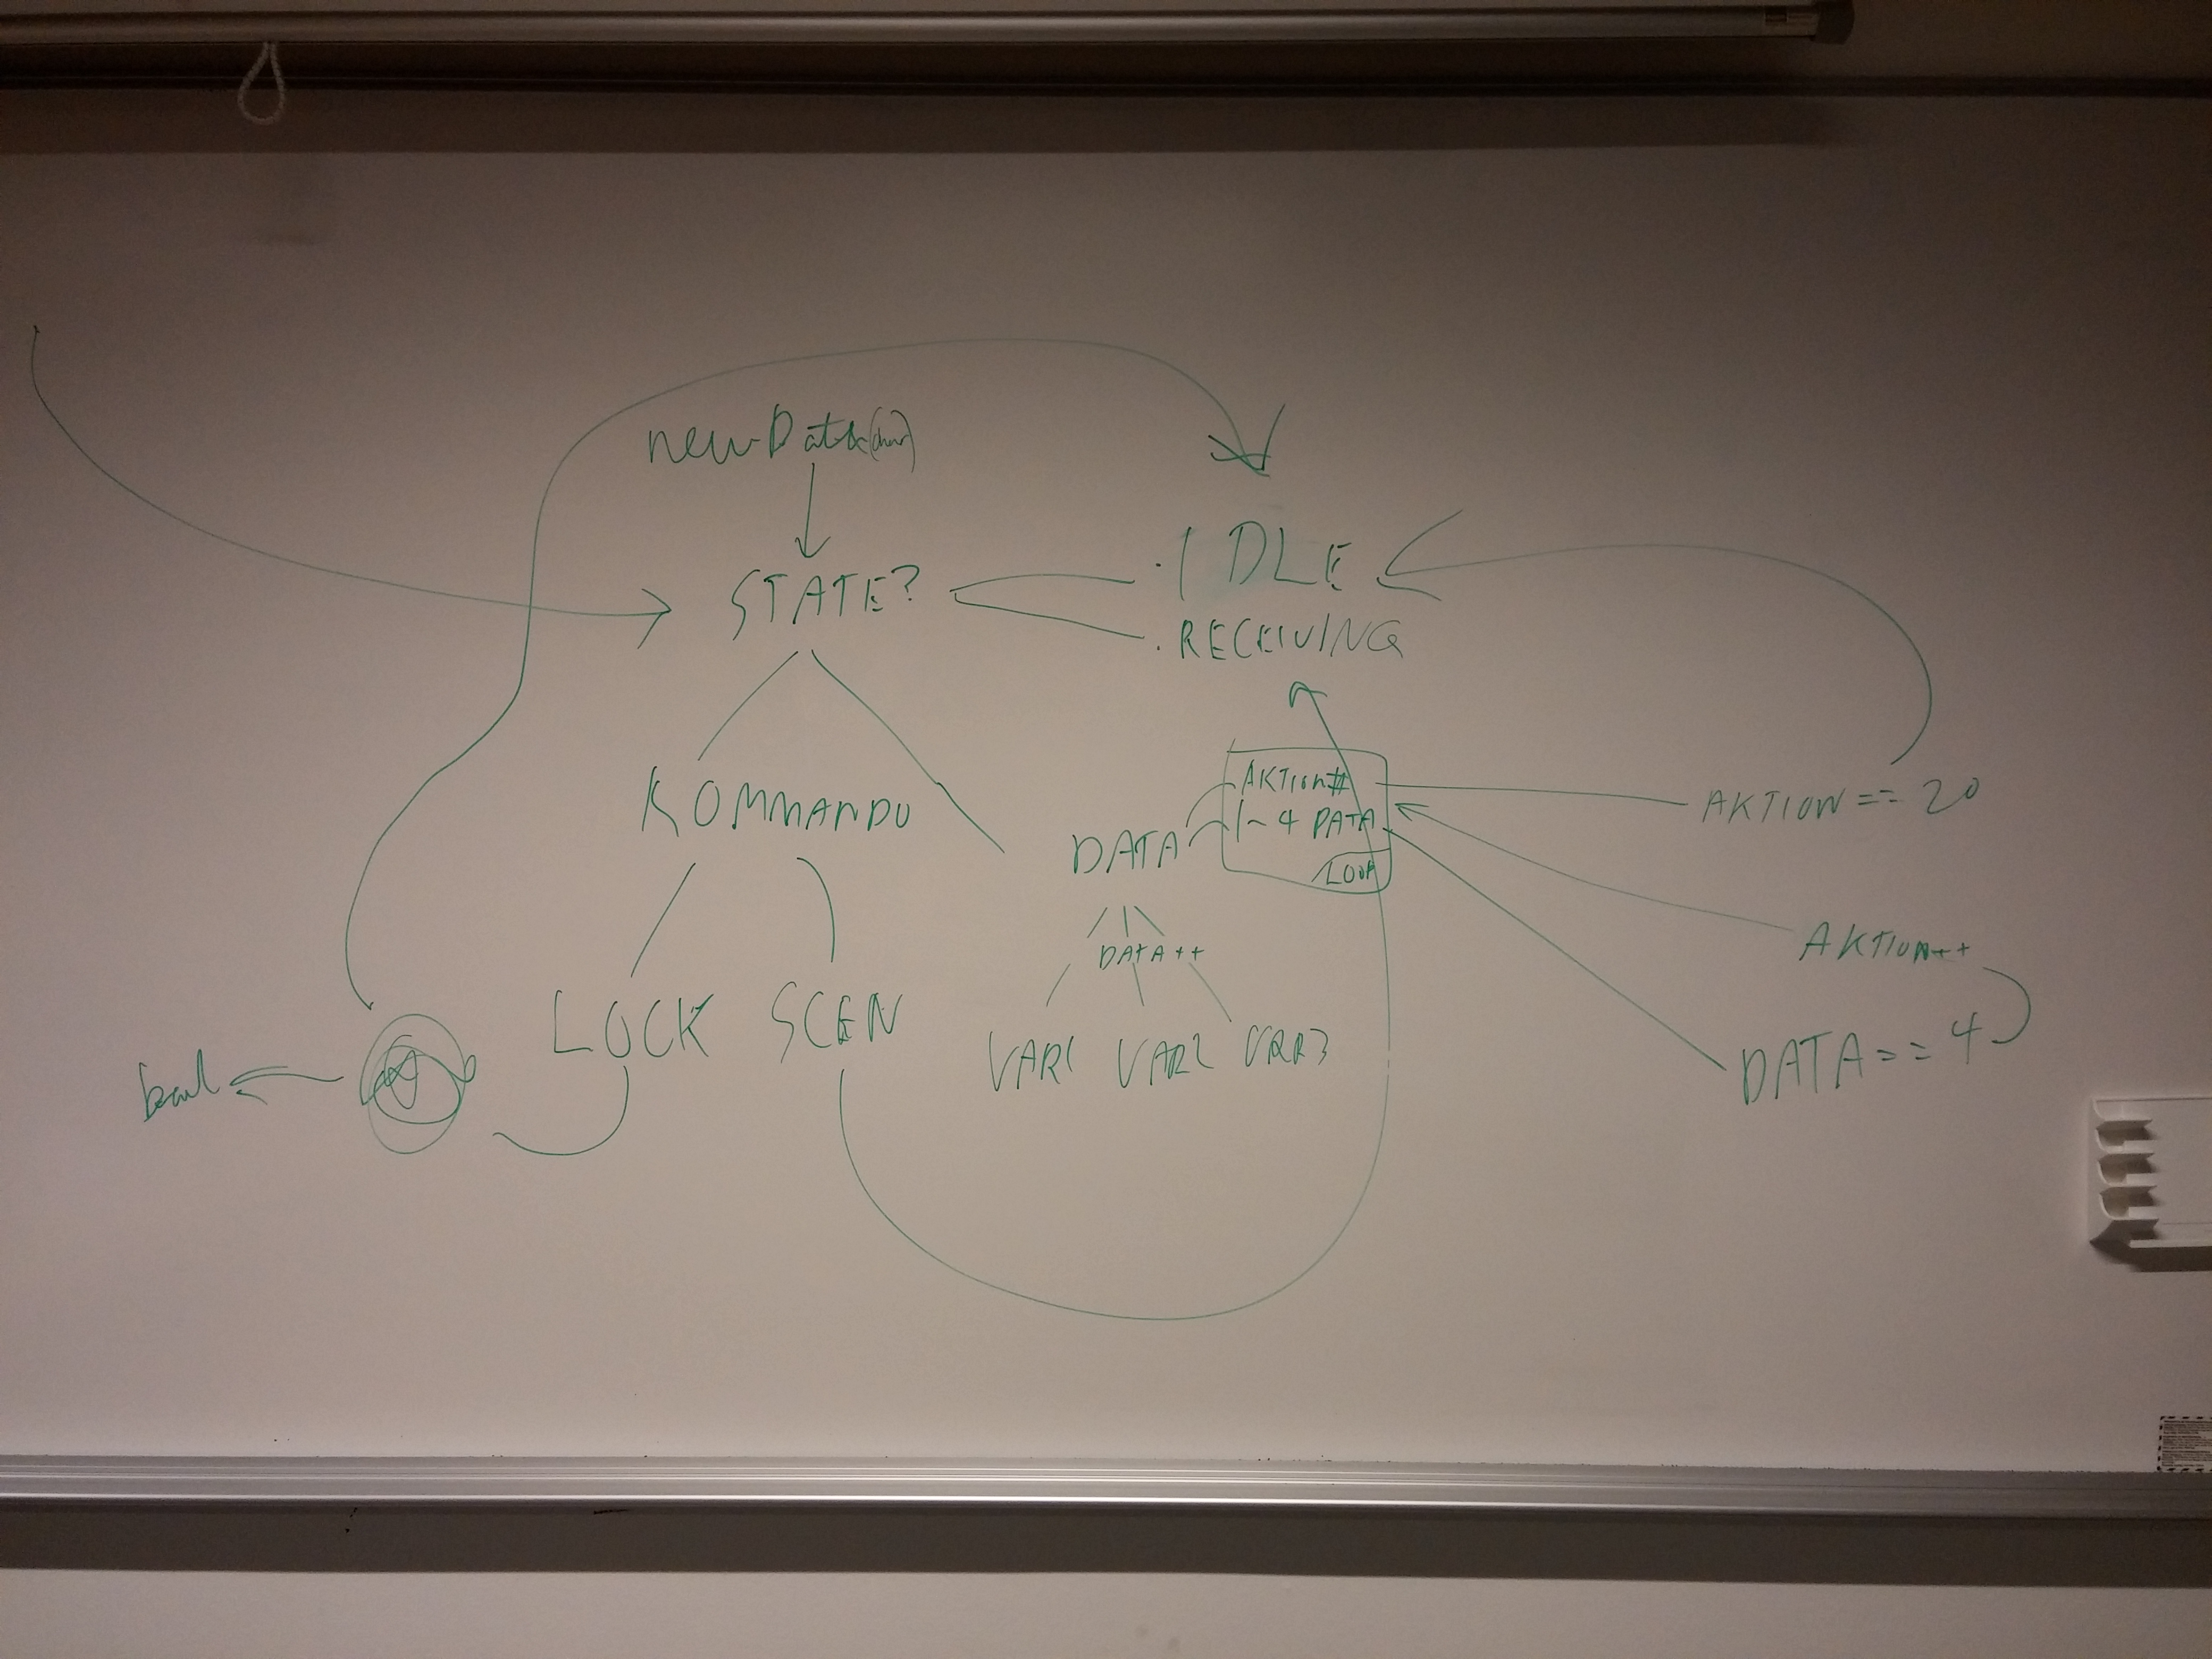 newData(char)
STATE?
.IDLE
.RECEIVING
KOMMANDO
DATA
AKTION#
1~4 DATA
LOOP
AKTION == 20
DATA++
AKTION++
LOCK
SCEN
VAR1
VAR2
VAR3
DATA == 4